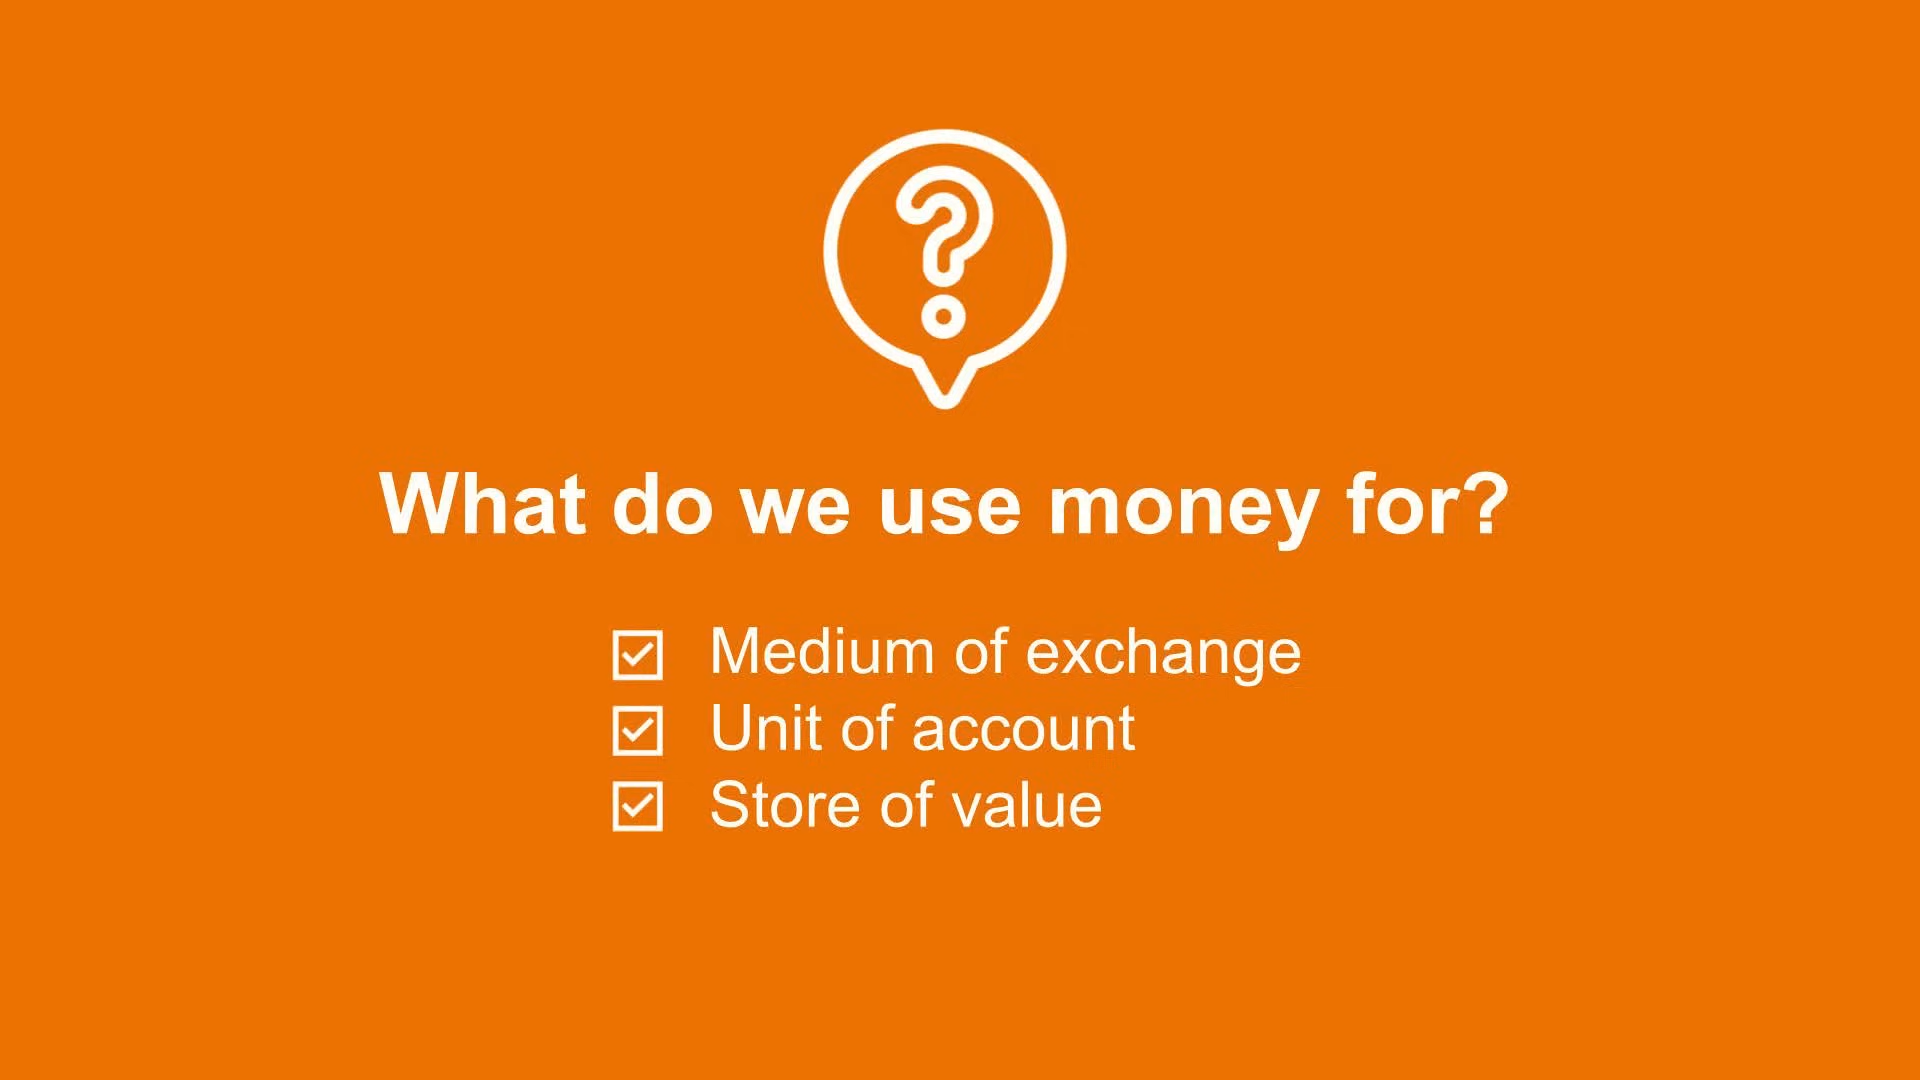 What do we use money for?
Medium of exchange
Unit of account
Store of value